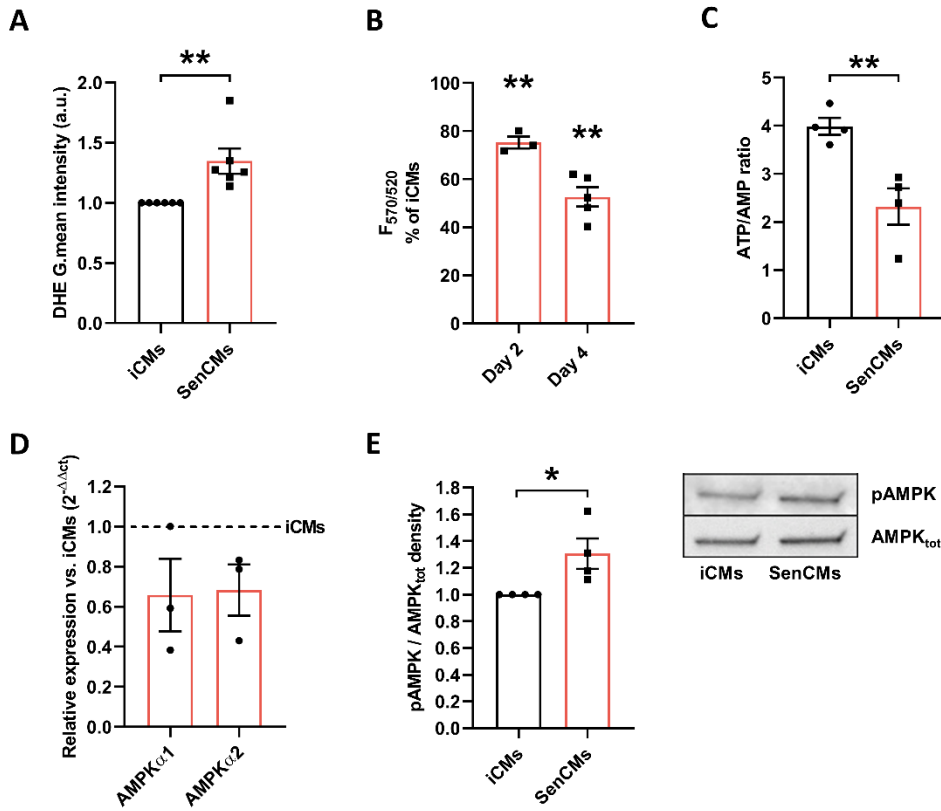 A
**
DHE G.mean intensity (a.u.)
2.0
1.5
1.0
0.5
0.0
iCMs
SenCMs
B
F570/520
% of iCMs
100
80
60
40
20
0
**
**
Day 2
Day 4
C
**
ATP/AMP ratio
5
4
3
2
1
0
iCMs
SenCMs
D
Relative expression vs. iCMs (2-ΔΔct)
1.2
1.0
0.8
0.6
0.4
0.2
0.0
iCMs
AMPKα1
AMPKα2
E
*
pAMPK / AMPKtot density
1.8
1.6
1.4
1.2
1.0
0.8
0.6
0.4
0.2
0.0
iCMs
SenCMs
pAMPK
AMPKtot
iCMs SenCMs